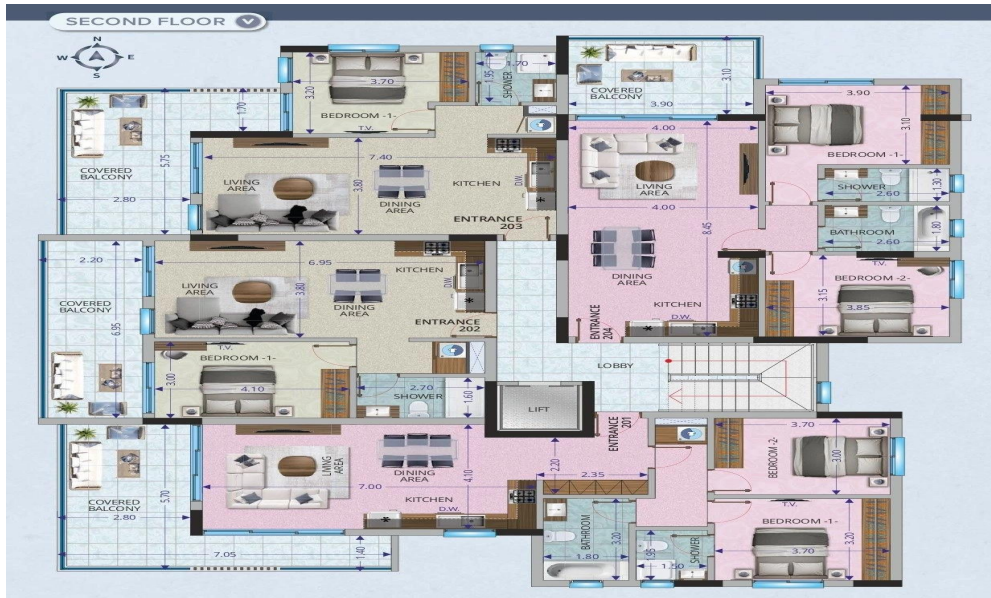 SECOND FLOOR
N
W E
S
1.70
1.95
SHOWER
3.70
3.20
BEDROOM -1-
T.V.
1.70
5.75
COVERED
BALCONY
2.80
7.40
3.80
LIVING
AREA
DINING
AREA
KITCHEN
D.W.
ENTRANCE
203
3.10
COVERED
BALCONY
3.90
4.00
LIVING
AREA
4.00
8.45
DINING
AREA
KITCHEN
D.W.
ENTRANCE
204
3.90
3.10
BEDROOM -1-
SHOWER
2.60
1.30
BATHROOM
2.60
1.80
T.V.
BEDROOM -2-
3.15
3.85
2.20
COVERED
BALCONY
6.95
6.95
3.80
LIVING
AREA
DINING
AREA
KITCHEN
D.W.
ENTRANCE
202
T.V.
BEDROOM -1-
3.00
4.10
2.70
SHOWER
1.60
LOBBY
LIFT
ENTRANCE
201
5.70
COVERED
BALCONY
2.80
7.05
1.40
LIVING
AREA
7.00
DINING
AREA
4.10
KITCHEN
D.W.
2.20
2.35
BATHROOM
3.20
1.80
1.95
SHOWER
1.50
3.70
BEDROOM -2-
3.00
T.V.
BEDROOM -1-
3.70
3.20